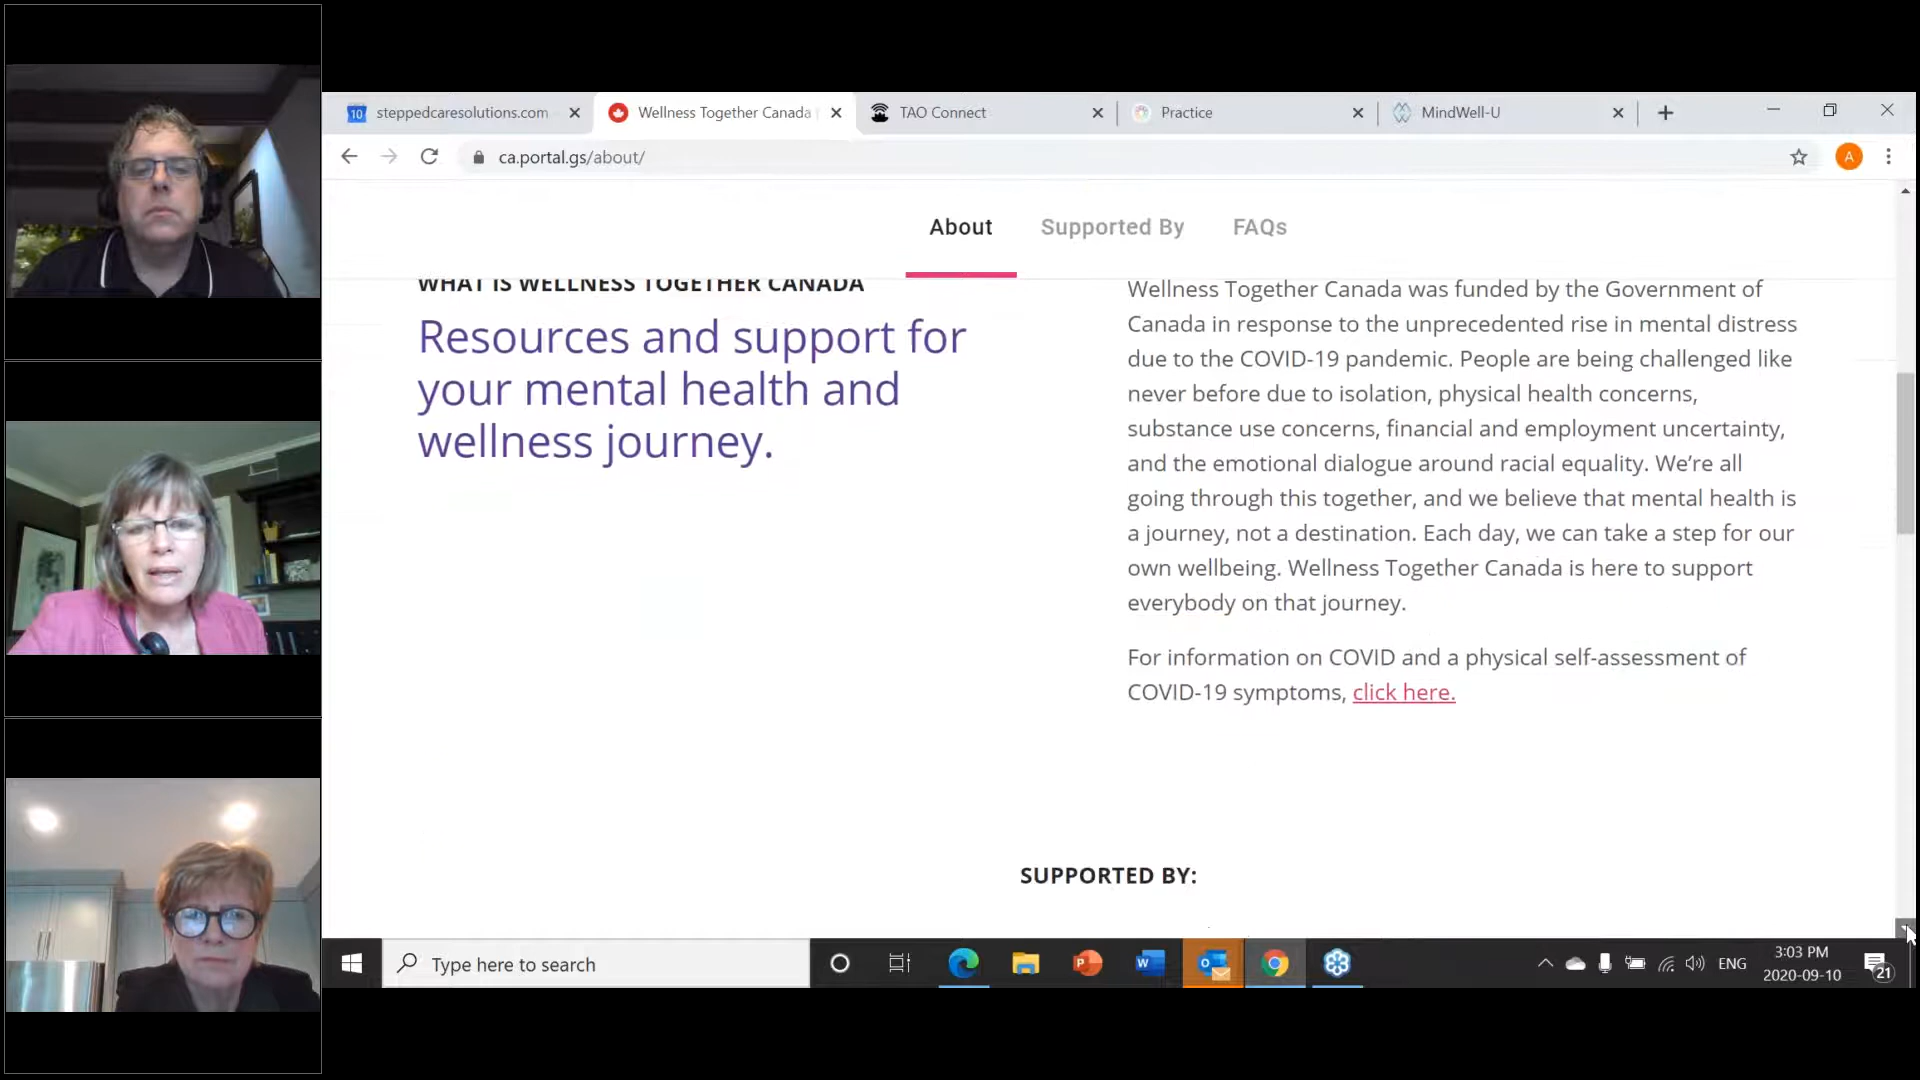 10 steppedcaresolutions.com
Wellness Together Canada
TAO Connect
Practice
MindWell-U
ca.portal.gs/about/
A
About
Supported By
FAQs
WHAT IS WELLNESS TOGETHER CANADA
Resources and support for
your mental health and
wellness journey.
Wellness Together Canada was funded by the Government of
Canada in response to the unprecedented rise in mental distress
due to the COVID-19 pandemic. People are being challenged like
never before due to isolation, physical health concerns,
substance use concerns, financial and employment uncertainty,
and the emotional dialogue around racial equality. We’re all
going through this together, and we believe that mental health is
a journey, not a destination. Each day, we can take a step for our
own wellbeing. Wellness Together Canada is here to support
everybody on that journey.
For information on COVID and a physical self-assessment of
COVID-19 symptoms, click here.
SUPPORTED BY:
Type here to search
ENG
3:03 PM
2020-09-10
21